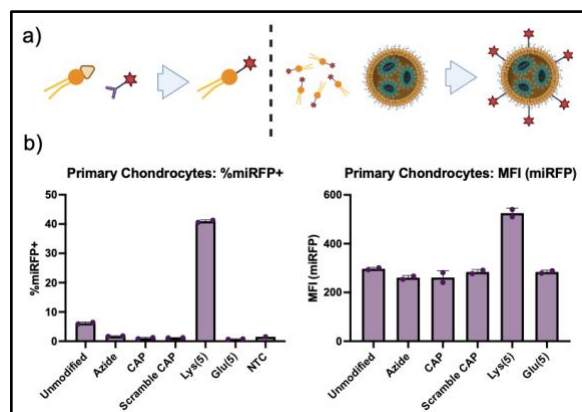 a)
b)
Primary Chondrocytes: %miRFP+
%miRFP+
50
40
30
20
10
0
Unmodified
Azide
CAP
Scramble CAP
Lys(5)
Glu(5)
NTC
Primary Chondrocytes: MFI (miRFP)
MFI (miRFP)
600
400
200
0
Unmodified
Azide
CAP
Scramble CAP
Lys(5)
Glu(5)